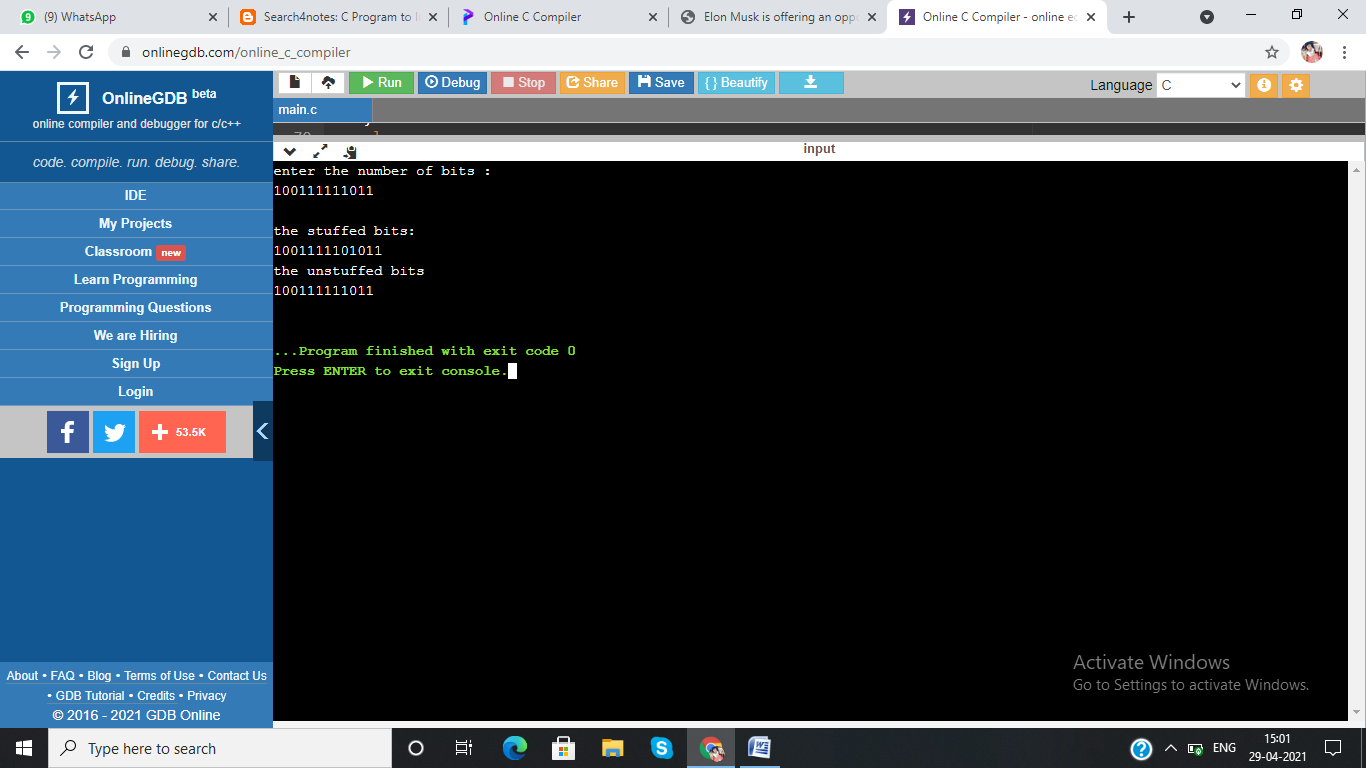 (9) WhatsApp
Search4notes: C Program to I
Online C Compiler
Elon Musk is offering an oppo
Online C Compiler - online ed
onlinegdb.com/online_c_compiler
OnlineGDB beta
online compiler and debugger for c/c++
code. compile. run. debug. share.
IDE
My Projects
Classroom new
Learn Programming
Programming Questions
We are Hiring
Sign Up
Login
53.5K
About • FAQ • Blog • Terms of Use • Contact Us
• GDB Tutorial • Credits • Privacy
© 2016 - 2021 GDB Online
Run Debug Stop Share Save { } Beautify
Language C
main.c
input
enter the number of bits :
100111111011
the stuffed bits:
1001111101011
the unstuffed bits
100111111011
...Program finished with exit code 0
Press ENTER to exit console.
Activate Windows
Go to Settings to activate Windows.
Type here to search
ENG
15:01
29-04-2021